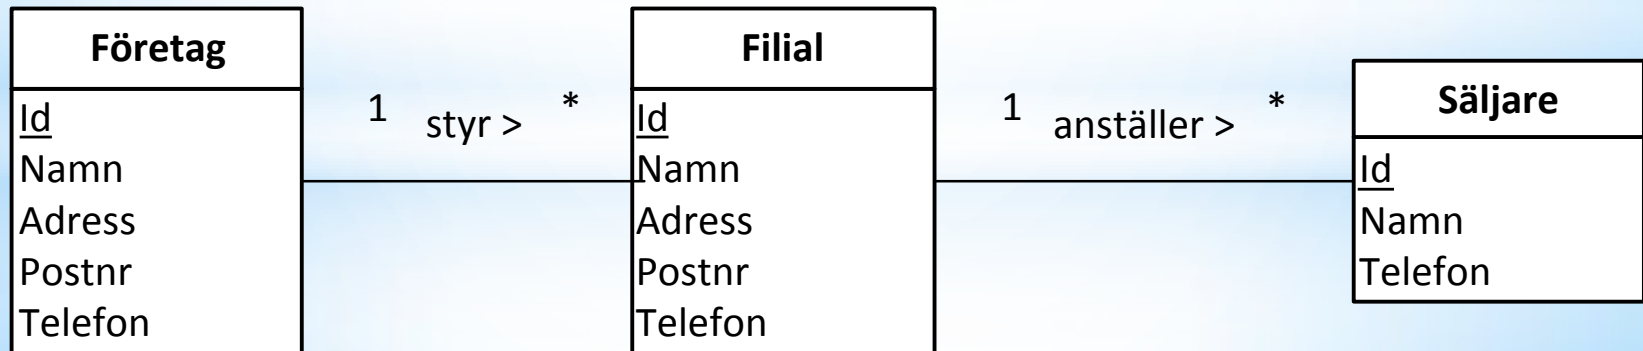 Företag
Id
Namn
Adress
Postnr
Telefon
1 styr > *
Filial
Id
Namn
Adress
Postnr
Telefon
1 anställer > *
Säljare
Id
Namn
Telefon